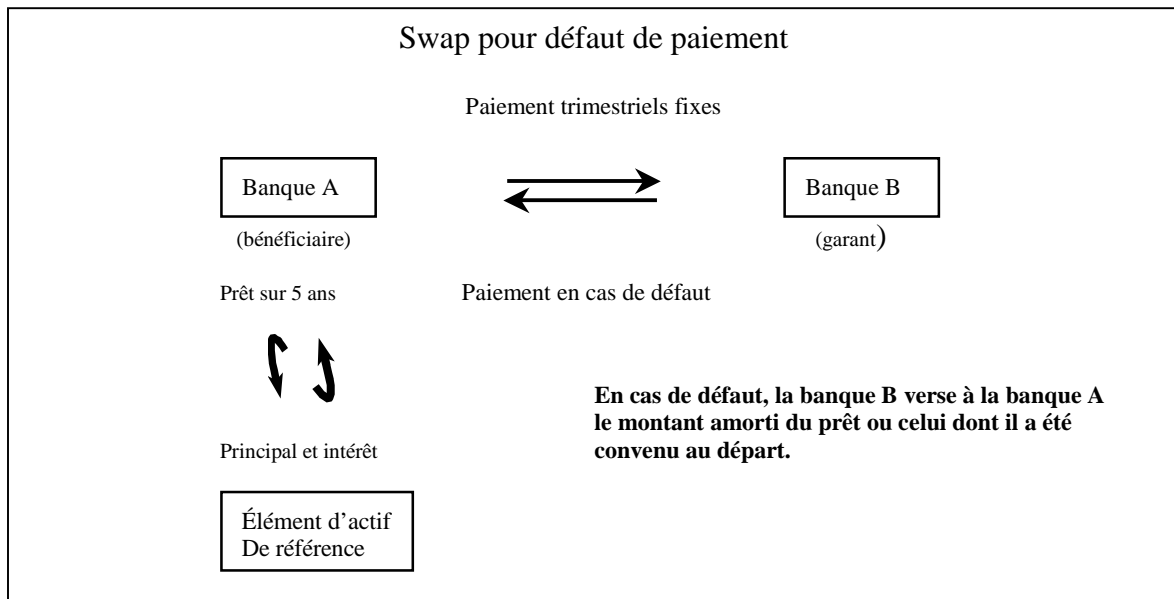 Swap pour défaut de paiement
Paiement trimestriels fixes
Banque A
Banque B
(bénéficiaire)
(garant)
Prêt sur 5 ans
Paiement en cas de défaut
En cas de défaut, la banque B verse à la banque A
le montant amorti du prêt ou celui dont il a été
convenu au départ.
Principal et intérêt
Élément d'actif
De référence